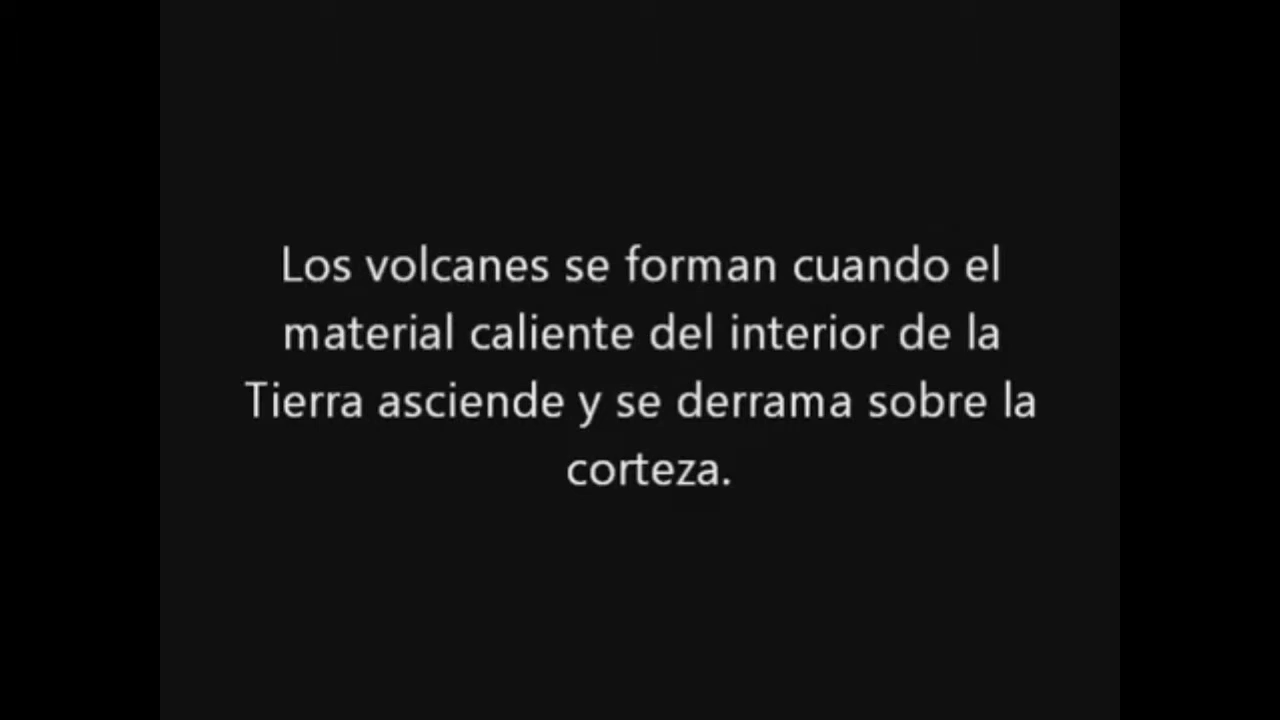 Los volcanes se forman cuando el
material caliente del interior de la
Tierra asciende y se derrama sobre la
corteza.